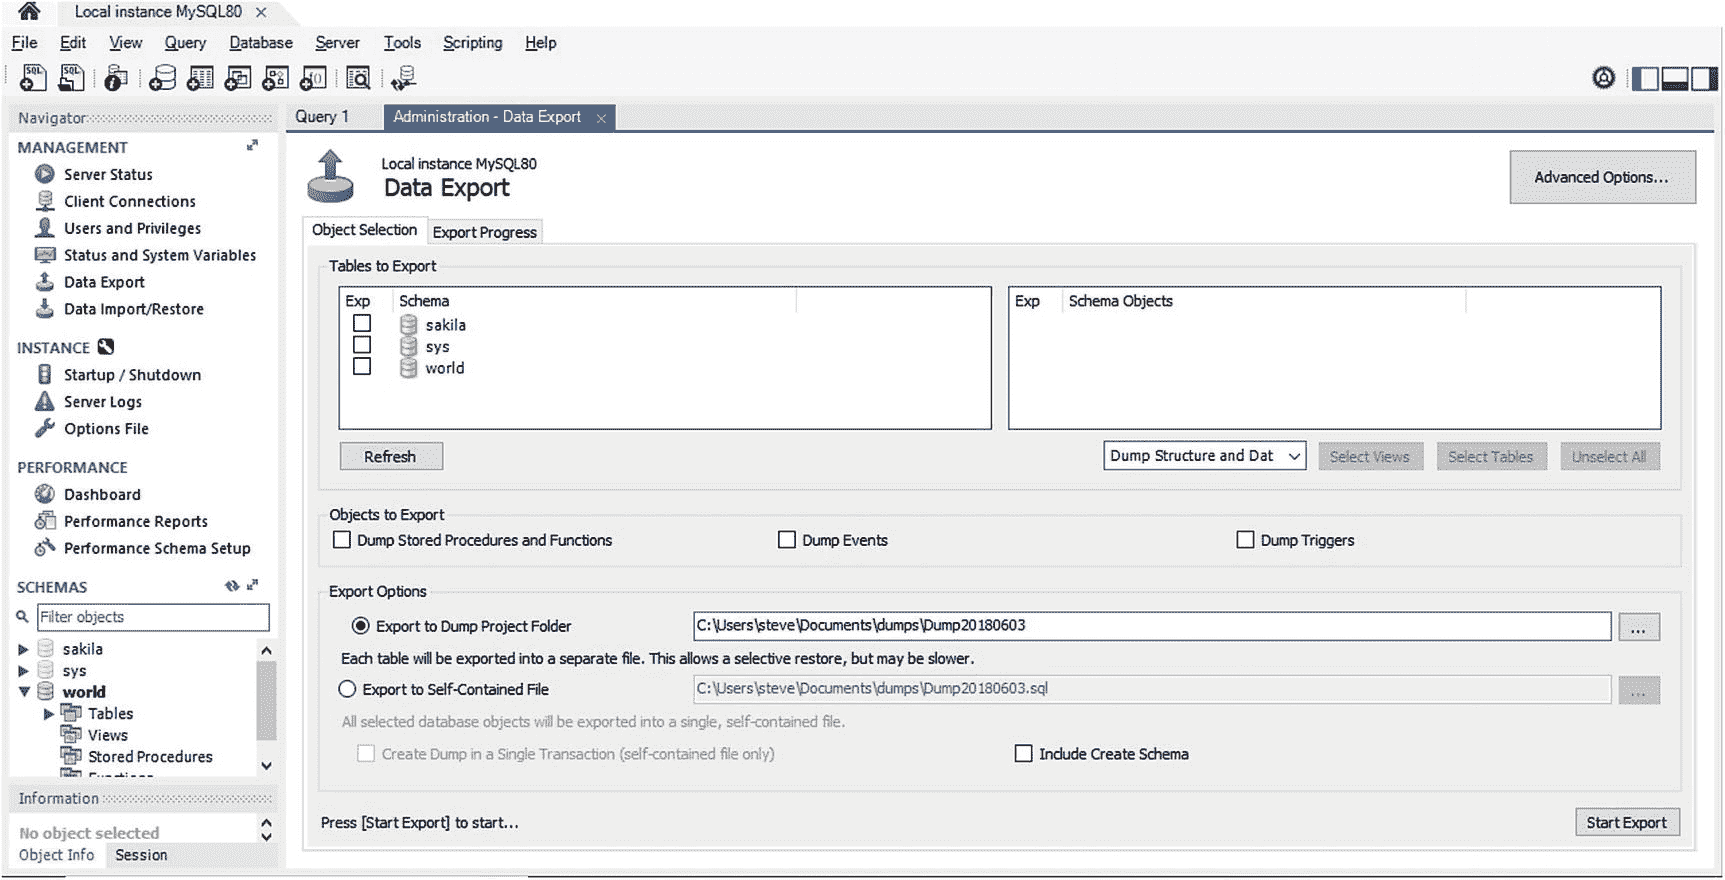 Local instance MySQL80
File Edit View Query Database Server Tools Scripting Help
SQL SQL
Navigator
MANAGEMENT
Server Status
Client Connections
Users and Privileges
Status and System Variables
Data Export
Data Import/Restore
INSTANCE
Startup / Shutdown
Server Logs
Options File
PERFORMANCE
Dashboard
Performance Reports
Performance Schema Setup
SCHEMAS
Filter objects
sakila
sys
world
Tables
Views
Stored Procedures
Functions
Information
No object selected
Object Info Session
Query 1 Administration - Data Export
Local instance MySQL80
Data Export
Advanced Options...
Object Selection Export Progress
Tables to Export
Exp Schema
sakila
sys
world
Exp Schema Objects
Refresh Dump Structure and Dat Select Views Select Tables Unselect All
Objects to Export
Dump Stored Procedures and Functions Dump Events Dump Triggers
Export Options
Export to Dump Project Folder C:\Users\steve\Documents\dumps\Dump20180603 ...
Each table will be exported into a separate file. This allows a selective restore, but may be slower.
Export to Self-Contained File C:\Users\steve\Documents\dumps\Dump20180603.sql ...
All selected database objects will be exported into a single, self-contained file.
Create Dump in a Single Transaction (self-contained file only) Include Create Schema
Press [Start Export] to start... Start Export